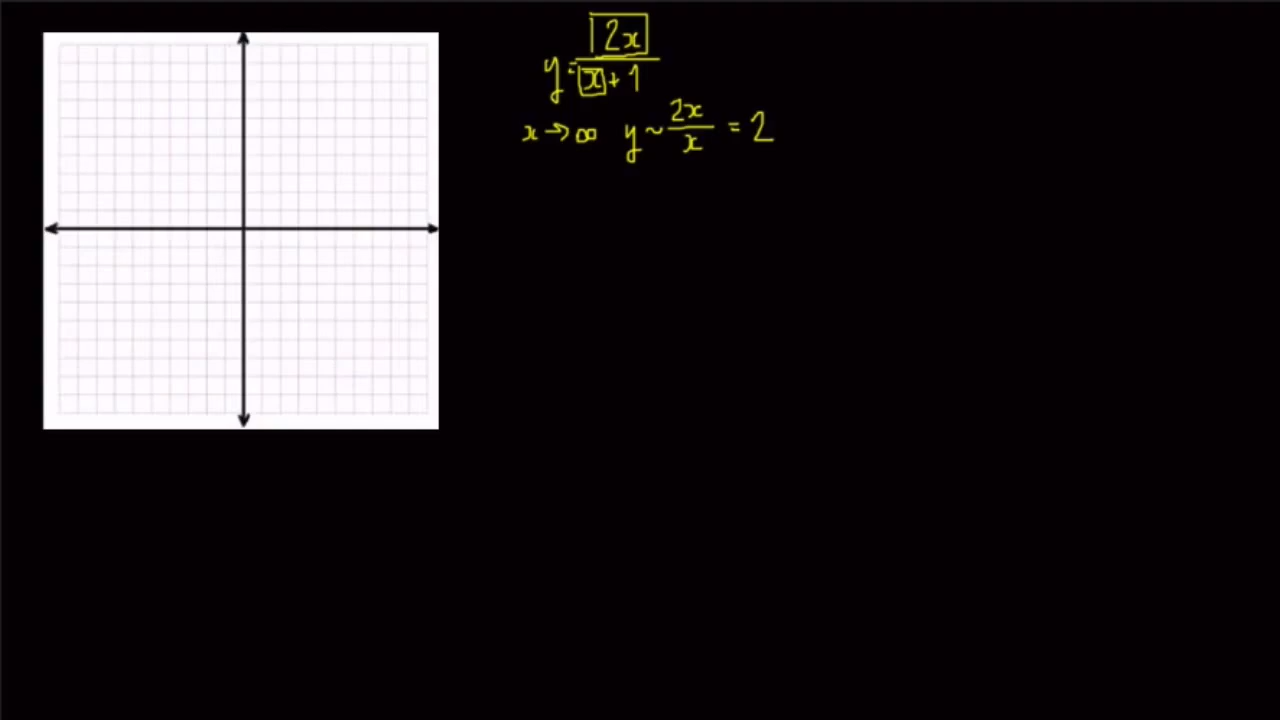 y = 2x / x + 1
x → ∞ y ~ 2x / x = 2